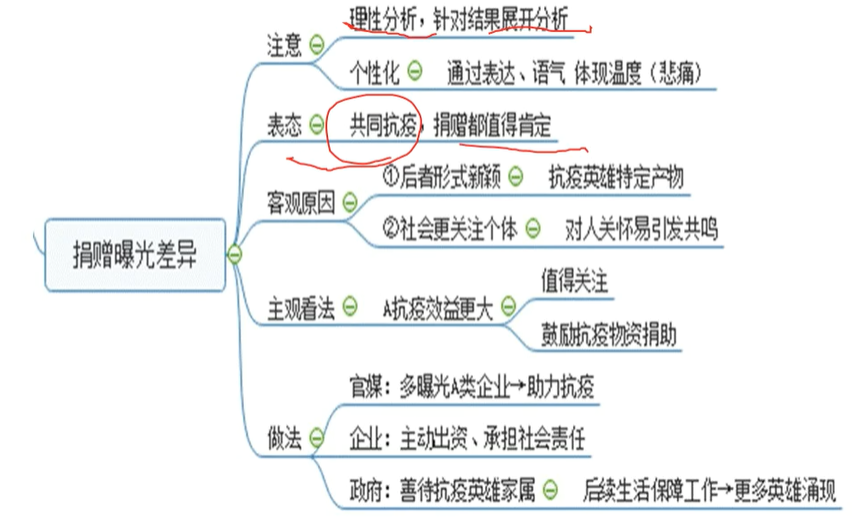 理性分析，针对结果展开分析
注意
个性化 通过表达、语气 体现温度（悲痛）
表态 共同抗疫，捐赠都值得肯定
①后者形式新颖 抗疫英雄特定产物
客观原因
②社会更关注个体 对人关怀易引发共鸣
捐赠曝光差异
值得关注
主观看法 A抗疫效益更大
鼓励抗疫物资捐助
官媒：多曝光A类企业→助力抗疫
做法 企业：主动出资、承担社会责任
政府：善待抗疫英雄家属 后续生活保障工作→更多英雄涌现